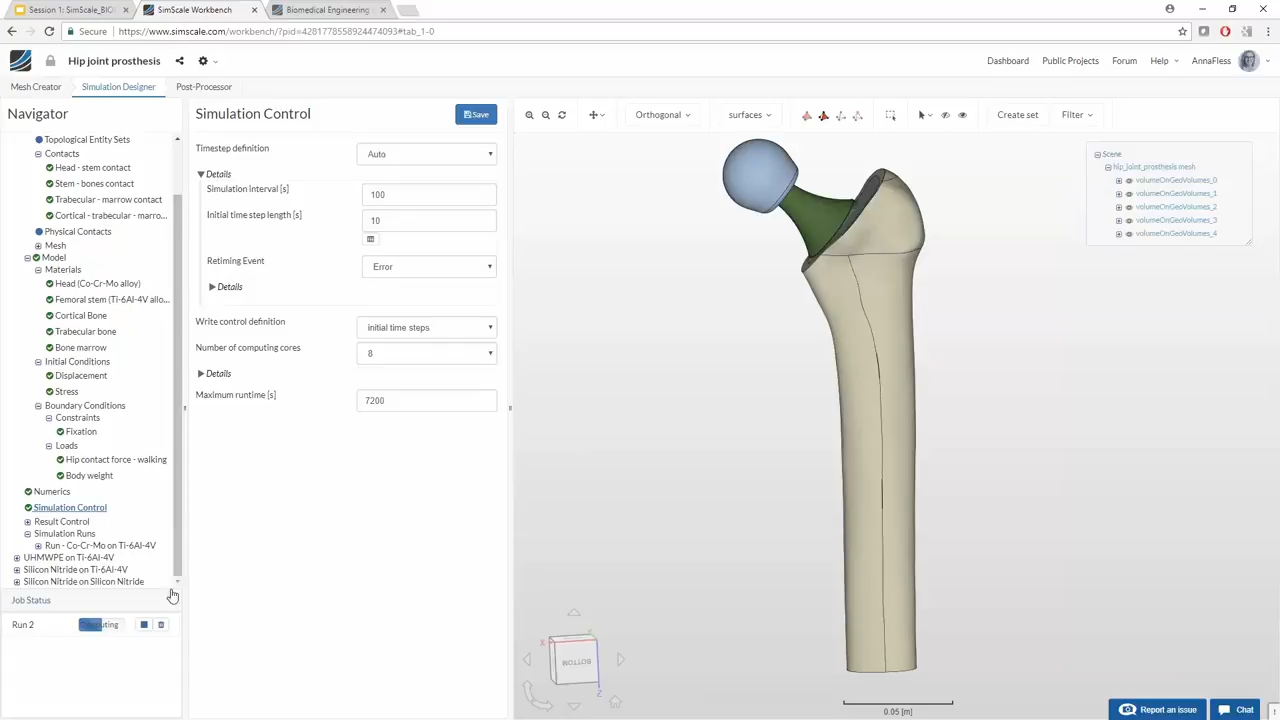 Session 1: SimScale_BIO
SimScale Workbench
Biomedical Engineering
Secure
https://www.simscale.com/workbench/?pid=4281778558924474093#tab_1-0
Hip joint prosthesis
Dashboard
Public Projects
Forum
Help
AnnaFless
Mesh Creator
Simulation Designer
Post-Processor
Navigator
Topological Entity Sets
Contacts
Head - stem contact
Stem - bones contact
Trabecular - marrow contact
Cortical - trabecular - marro...
Physical Contacts
Mesh
Model
Materials
Head (Co-Cr-Mo alloy)
Femoral stem (Ti-6Al-4V allo...
Cortical Bone
Trabecular bone
Bone marrow
Initial Conditions
Displacement
Stress
Boundary Conditions
Constraints
Fixation
Loads
Hip contact force - walking
Body weight
Numerics
Simulation Control
Result Control
Simulation Runs
Run - Co-Cr-Mo on Ti-6Al-4V
UHMWPE on Ti-6Al-4V
Silicon Nitride on Ti-6Al-4V
Silicon Nitride on Silicon Nitride
Job Status
Run 2
Simulation Control
Save
Timestep definition
Auto
Details
Simulation Interval [s]
100
Initial time step length [s]
10
Retiming Event
Error
Details
Write control definition
initial time steps
Number of computing cores
8
Details
Maximum runtime [s]
7200
Orthogonal
surfaces
Create set
Filter
Scene
hip_joint_prosthesis mesh
volumeOnGeoVolumes_0
volumeOnGeoVolumes_1
volumeOnGeoVolumes_2
volumeOnGeoVolumes_3
volumeOnGeoVolumes_4
X
Y
BOTTOM
Z
0.05 [m]
Report an issue
Chat